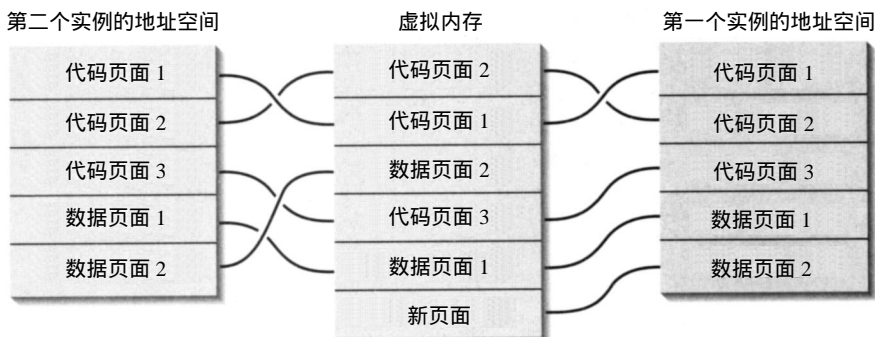 第二个实例的地址空间
代码页面 1
代码页面 2
代码页面 3
数据页面 1
数据页面 2
虚拟内存
代码页面 2
代码页面 1
数据页面 2
代码页面 3
数据页面 1
新页面
第一个实例的地址空间
代码页面 1
代码页面 2
代码页面 3
数据页面 1
数据页面 2